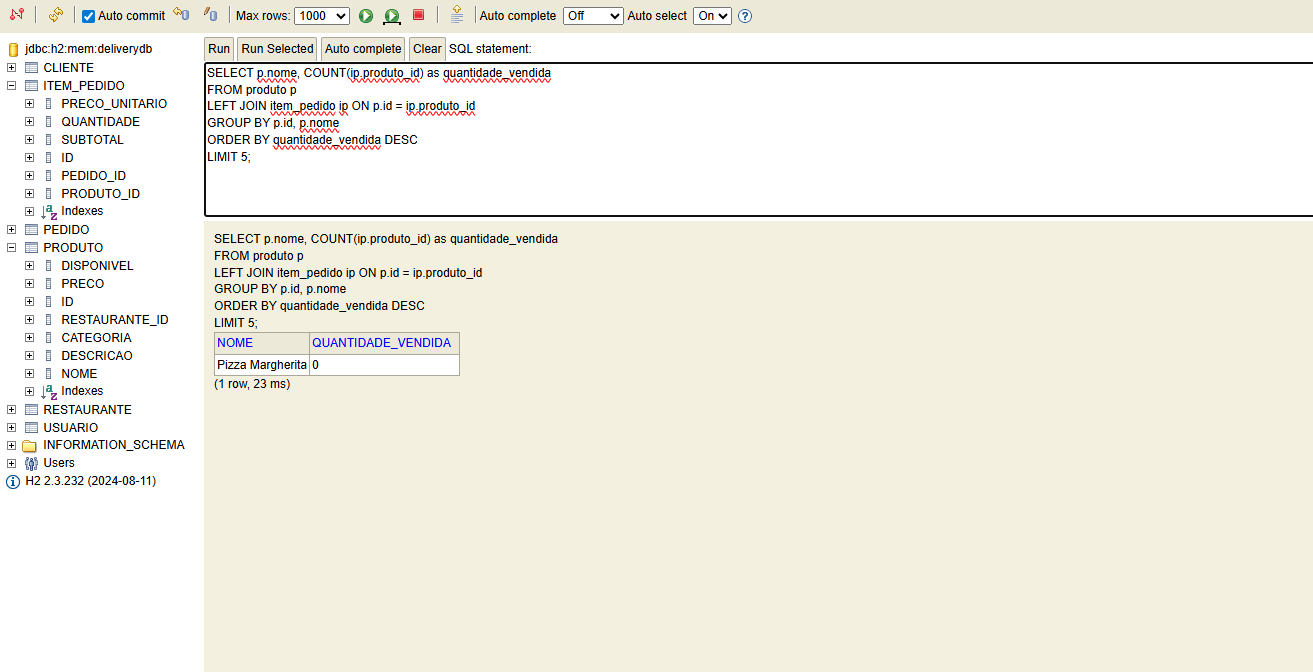 Auto commit Max rows: 1000 Auto complete Off Auto select On
jdbc:h2:mem:deliverydb
CLIENTE
ITEM_PEDIDO
PRECO_UNITARIO
QUANTIDADE
SUBTOTAL
ID
PEDIDO_ID
PRODUTO_ID
Indexes
PEDIDO
PRODUTO
DISPONIVEL
PRECO
ID
RESTAURANTE_ID
CATEGORIA
DESCRICAO
NOME
Indexes
RESTAURANTE
USUARIO
INFORMATION_SCHEMA
Users
H2 2.3.232 (2024-08-11)
Run Run Selected Auto complete Clear SQL statement:
SELECT p.nome, COUNT(ip.produto_id) as quantidade_vendida
FROM produto p
LEFT JOIN item_pedido ip ON p.id = ip.produto_id
GROUP BY p.id, p.nome
ORDER BY quantidade_vendida DESC
LIMIT 5;
SELECT p.nome, COUNT(ip.produto_id) as quantidade_vendida
FROM produto p
LEFT JOIN item_pedido ip ON p.id = ip.produto_id
GROUP BY p.id, p.nome
ORDER BY quantidade_vendida DESC
LIMIT 5;
NOME QUANTIDADE_VENDIDA
Pizza Margherita 0
(1 row, 23 ms)